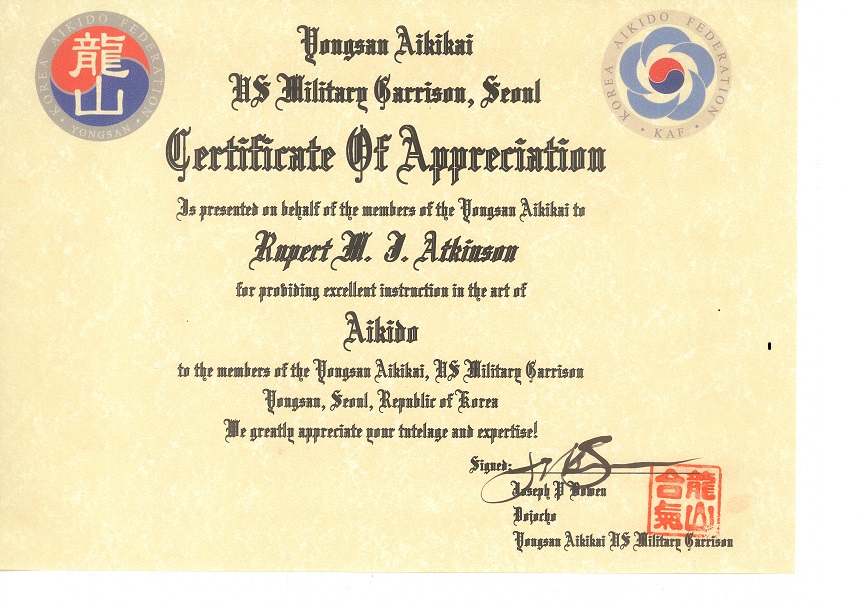 KOREA AIKIDO FEDERATION
龍山
· YONGSAN ·
KOREA AIKIDO FEDERATION
· KAF ·
Yongsan Aikikai
US Military Garrison, Seoul
Certificate Of Appreciation
Is presented on behalf of the members of the Yongsan Aikikai to
Rupert M. J. Atkinson
for providing excellent instruction in the art of
Aikido
to the members of the Yongsan Aikikai, US Military Garrison
Yongsan, Seoul, Republic of Korea
We greatly appreciate your tutelage and expertise!
Signed:
Joseph P Bowen
Dojocho
Yongsan Aikikai US Military Garrison
龍山
合氣